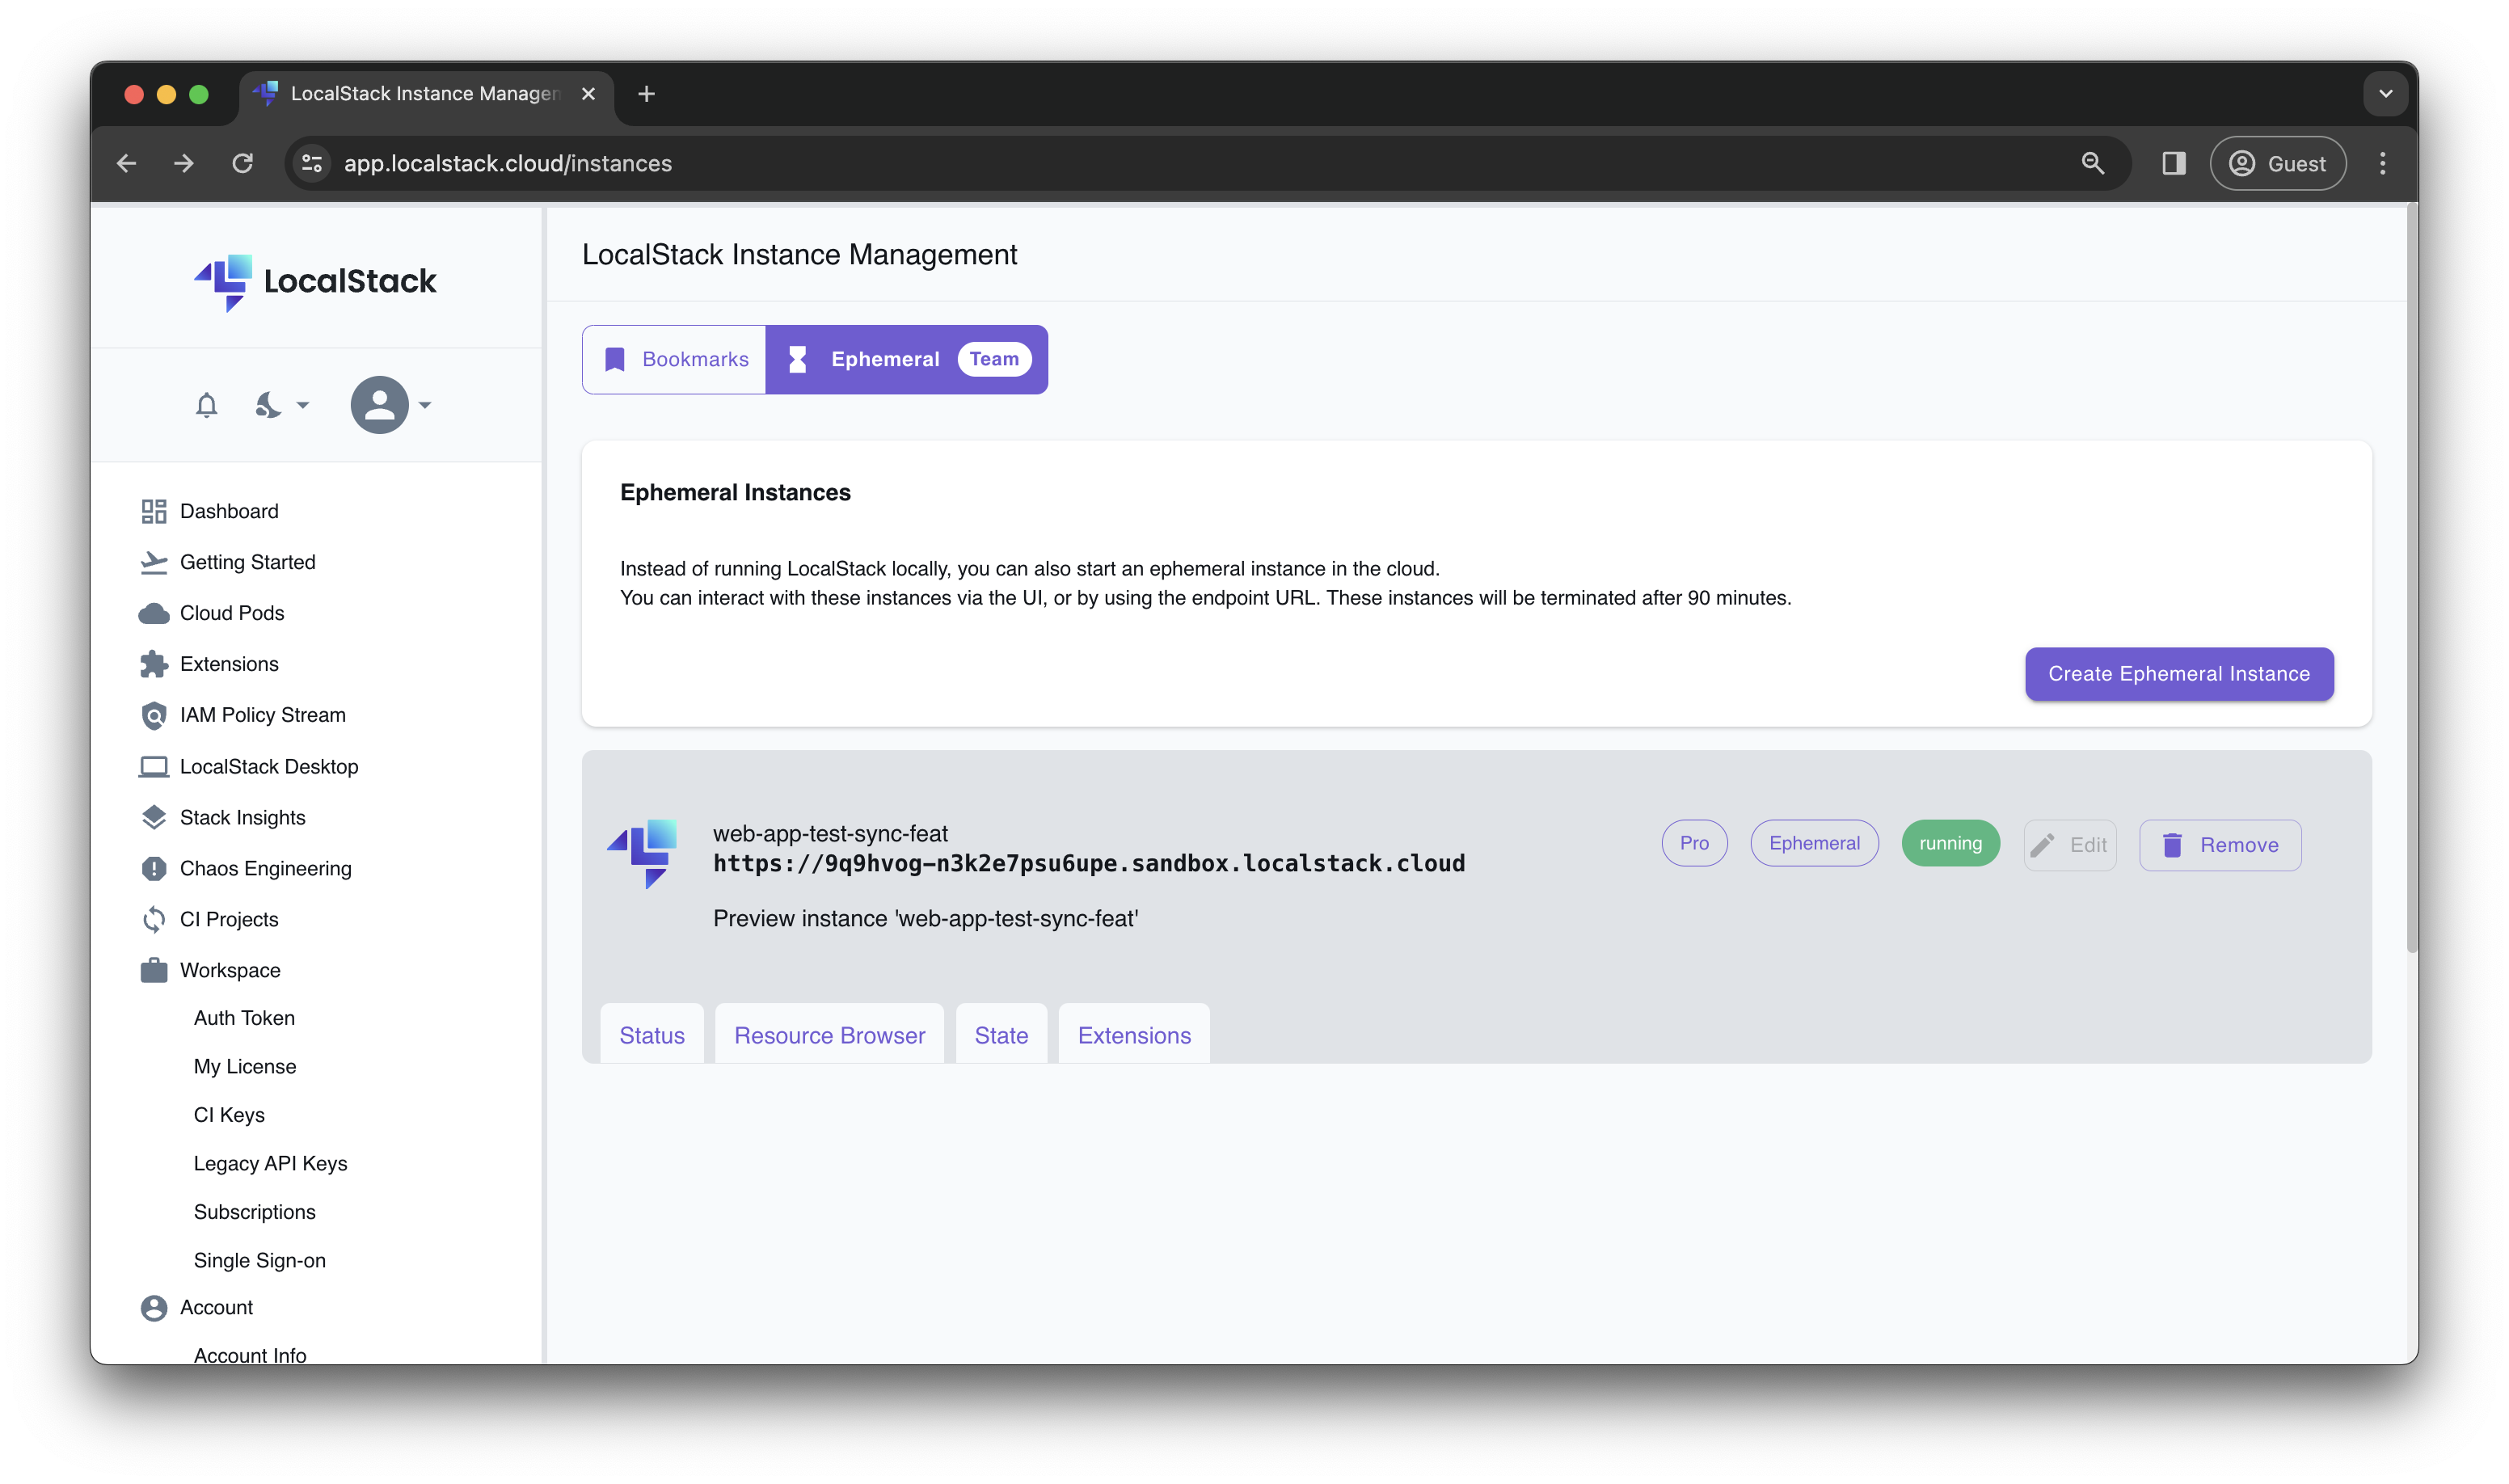 LocalStack Instance Managem
app.localstack.cloud/instances
Guest
LocalStack
Dashboard
Getting Started
Cloud Pods
Extensions
IAM Policy Stream
LocalStack Desktop
Stack Insights
Chaos Engineering
CI Projects
Workspace
Auth Token
My License
CI Keys
Legacy API Keys
Subscriptions
Single Sign-on
Account
Account Info
LocalStack Instance Management
Bookmarks
Ephemeral Team
Ephemeral Instances
Instead of running LocalStack locally, you can also start an ephemeral instance in the cloud.
You can interact with these instances via the UI, or by using the endpoint URL. These instances will be terminated after 90 minutes.
Create Ephemeral Instance
web-app-test-sync-feat
https://9q9hvog-n3k2e7psu6upe.sandbox.localstack.cloud
Preview instance 'web-app-test-sync-feat'
Pro
Ephemeral
running
Edit
Remove
Status
Resource Browser
State
Extensions